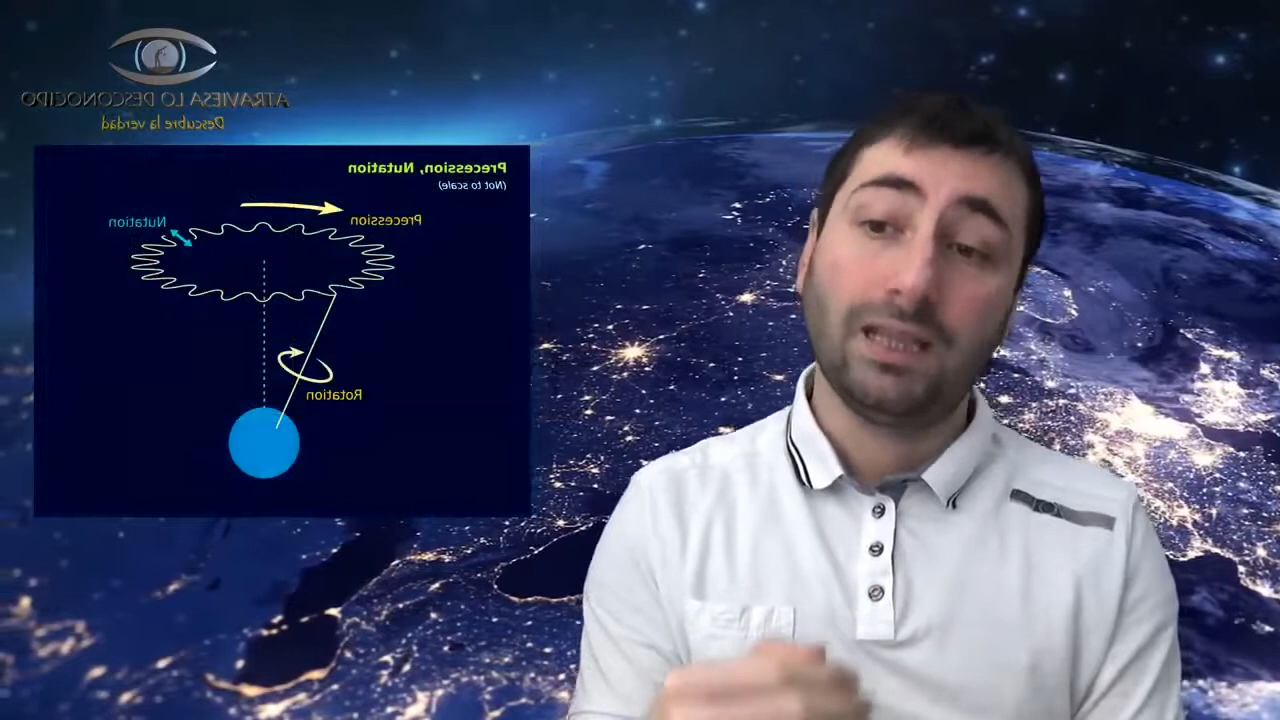 ATRAVIESA LO DESCONOCIDO
Descubre la verdad
Precession, Nutation
(Not to scale)
Nutation
Precession
Rotation